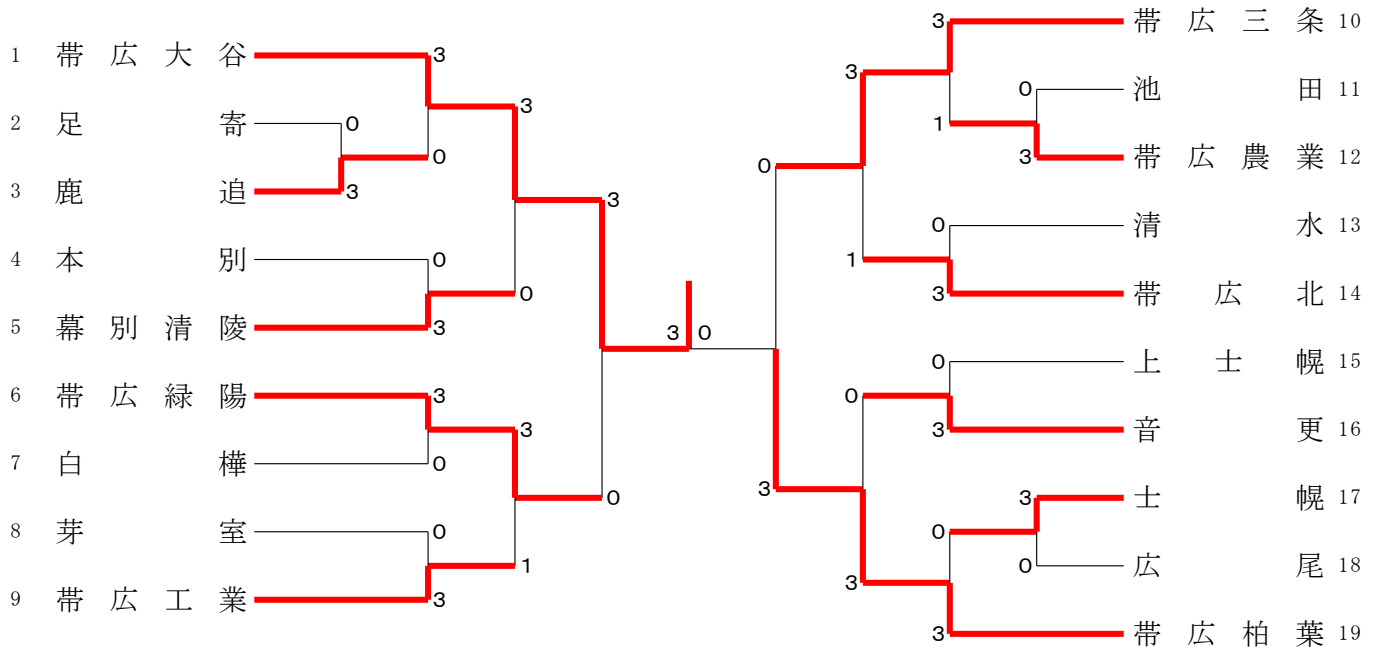 1 帯広大谷
2 足寄
3 鹿追
4 本別
5 幕別清陵
6 帯広緑陽
7 白樺
8 芽室
9 帯広工業
3
0
3
0
0
3
3
0
0
3
3
0
3
1
3
0
3 0
0
3
3
1
0
3
3
1
0
3
0
3
0
3
0
3
3
0
帯広三条 10
池田 11
帯広農業 12
清水 13
帯広北 14
上士幌 15
音更 16
士幌 17
広尾 18
帯広柏葉 19